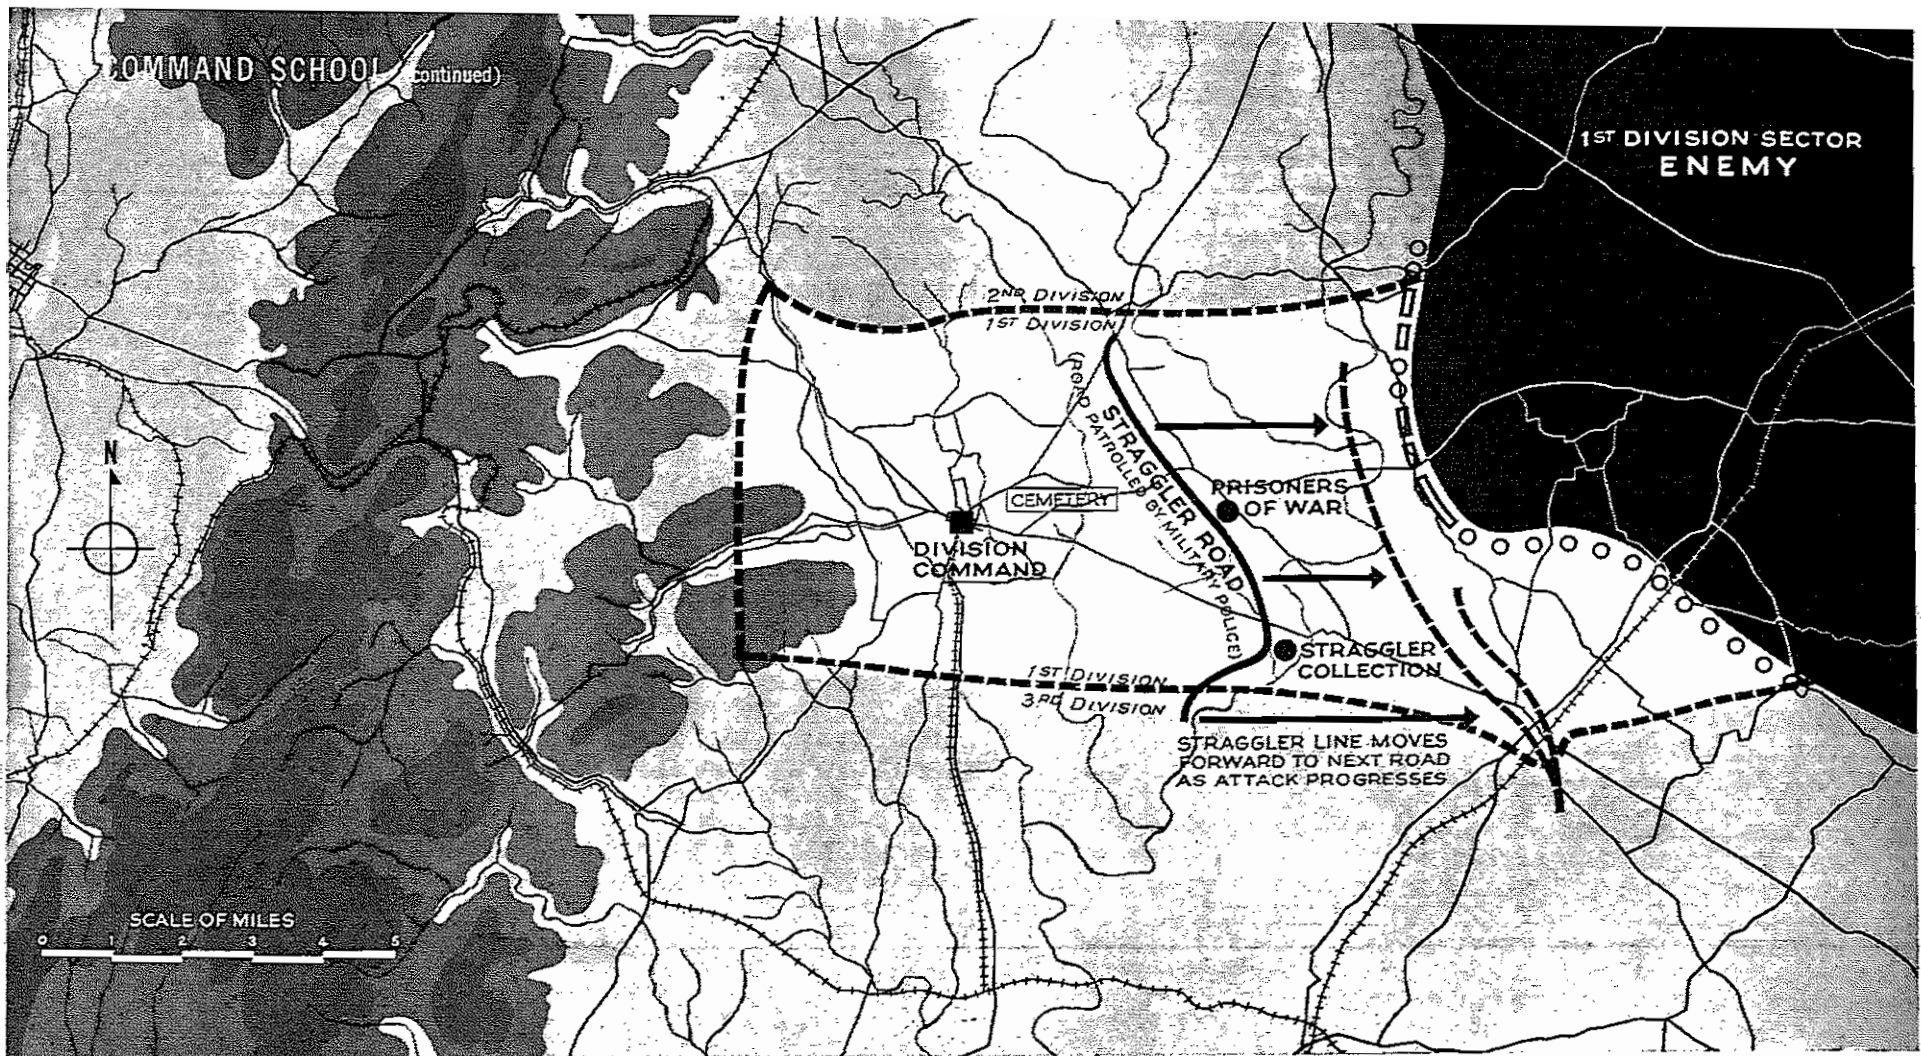 COMMAND SCHOOL (continued)
1ST DIVISION SECTOR
ENEMY
2ND DIVISION
1ST DIVISION
(ROAD PATROLLED BY MILITARY POLICE)
STRAGGLER ROAD
N
CEMETERY
PRISONERS
OF WAR
DIVISION
COMMAND
STRAGGLER
COLLECTION
1ST DIVISION
3RD DIVISION
STRAGGLER LINE MOVES
FORWARD TO NEXT ROAD
AS ATTACK PROGRESSES
SCALE OF MILES
0 1 2 3 4 5